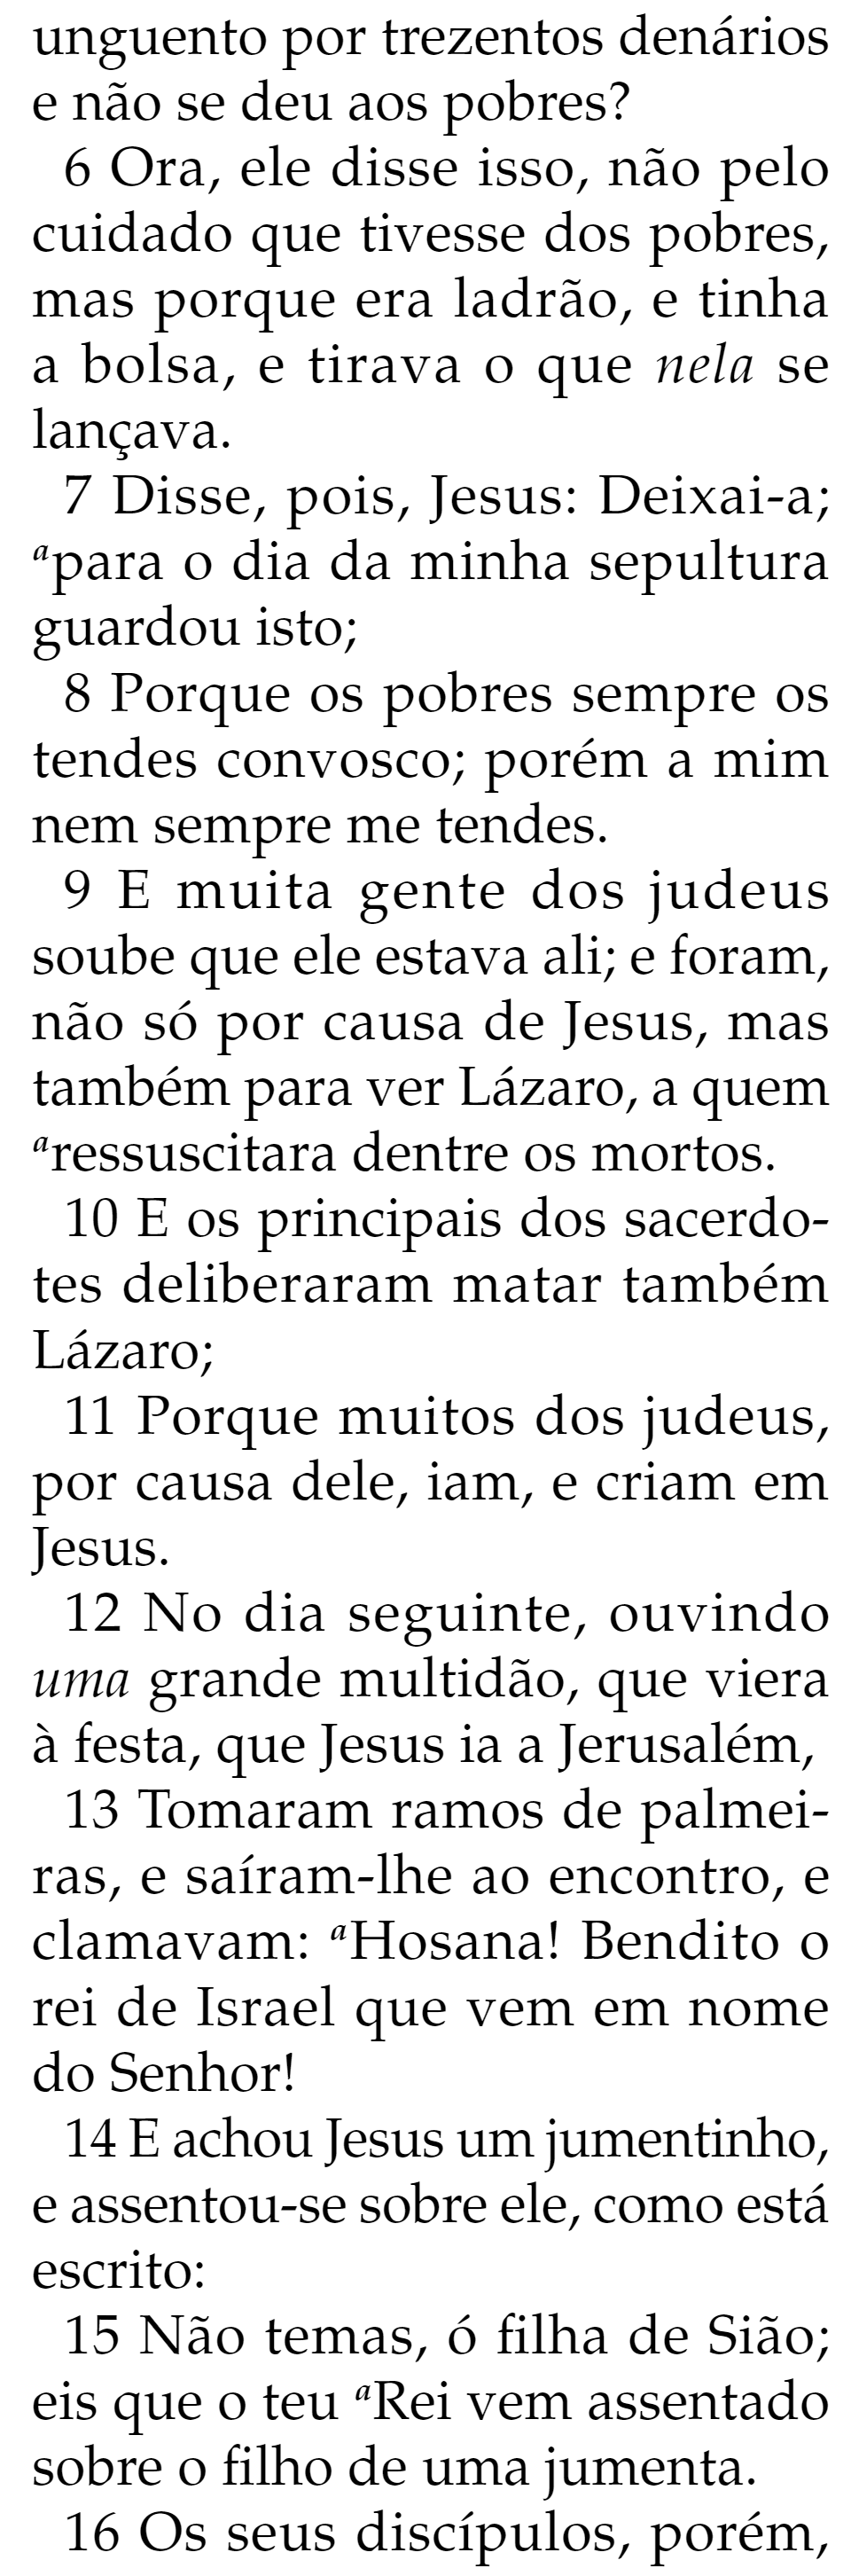 unguento por trezentos denários
e não se deu aos pobres?
6 Ora, ele disse isso, não pelo
cuidado que tivesse dos pobres,
mas porque era ladrão, e tinha
a bolsa, e tirava o que nela se
lançava.
7 Disse, pois, Jesus: Deixai-a;
apara o dia da minha sepultura
guardou isto;
8 Porque os pobres sempre os
tendes convosco; porém a mim
nem sempre me tendes.
9 E muita gente dos judeus
soube que ele estava ali; e foram,
não só por causa de Jesus, mas
também para ver Lázaro, a quem
aressuscitara dentre os mortos.
10 E os principais dos sacerdo-
tes deliberaram matar também
Lázaro;
11 Porque muitos dos judeus,
por causa dele, iam, e criam em
Jesus.
12 No dia seguinte, ouvindo
uma grande multidão, que viera
à festa, que Jesus ia a Jerusalém,
13 Tomaram ramos de palmei-
ras, e saíram-lhe ao encontro, e
clamavam: aHosana! Bendito o
rei de Israel que vem em nome
do Senhor!
14 E achou Jesus um jumentinho,
e assentou-se sobre ele, como está
escrito:
15 Não temas, ó filha de Sião;
eis que o teu aRei vem assentado
sobre o filho de uma jumenta.
16 Os seus discípulos, porém,